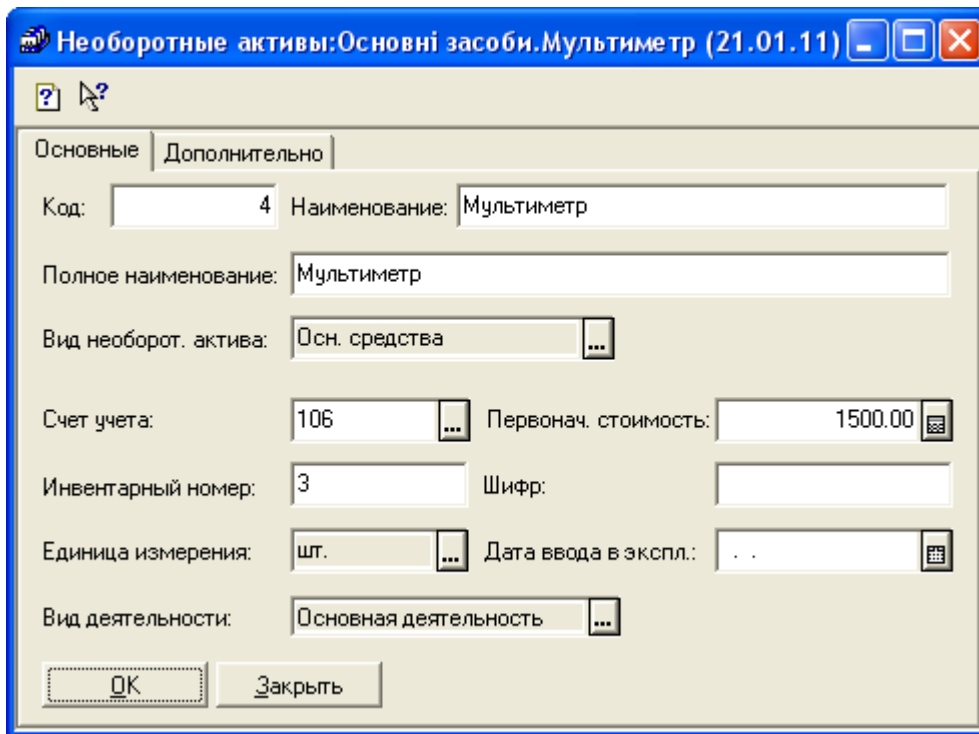 Необоротные активы:Основні засоби.Мультиметр (21.01.11)
Основные Дополнительно
Код: 4 Наименование: Мультиметр
Полное наименование: Мультиметр
Вид необорот. актива: Осн. средства ...
Счет учета: 106 ... Первонач. стоимость: 1500.00
Инвентарный номер: 3 Шифр:
Единица измерения: шт. ... Дата ввода в экспл.: . .
Вид деятельности: Основная деятельность ...
OK Закрыть